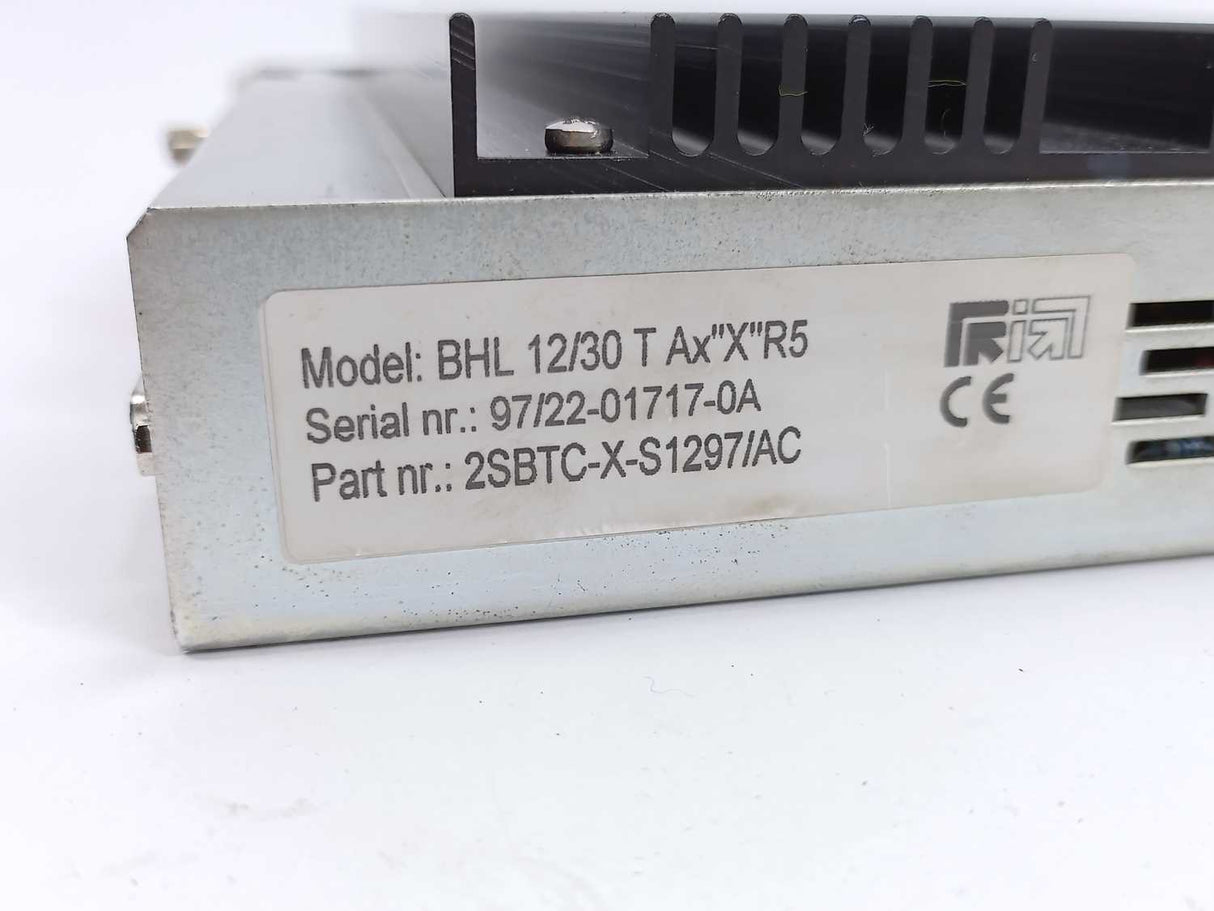 Model: BHL 12/30 T Ax"X"R5
Serial nr.: 97/22-01717-0A
Part nr.: 2SBTC-X-S1297/AC
CE